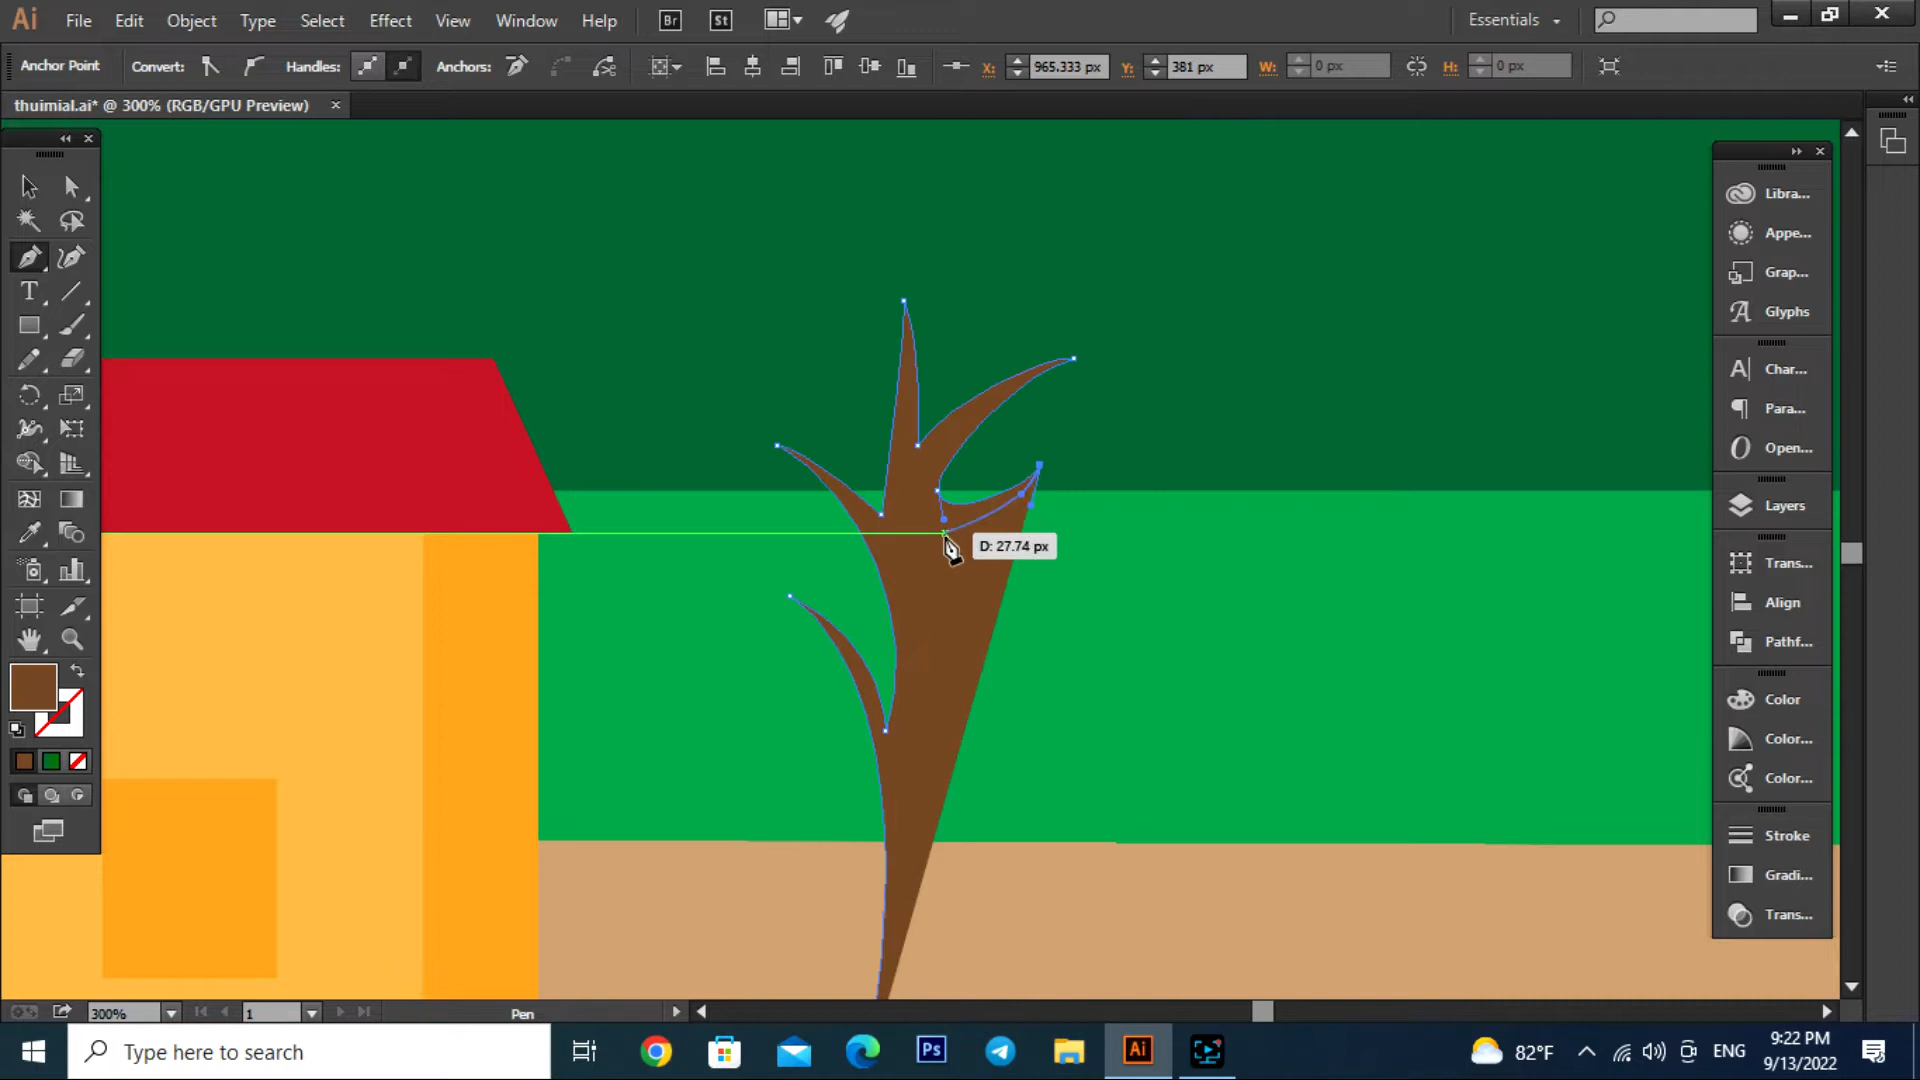 Ai File Edit Object Type Select Effect View Window Help Br St Essentials
Anchor Point Convert: Handles: Anchors: X: 965.333 px Y: 381 px W: 0 px H: 0 px
thuimial.ai* @ 300% (RGB/GPU Preview)
Libra...
Appe...
Grap...
Glyphs
Char...
Para...
Open...
Layers
D: 27.74 px
Trans...
Align
Pathf...
Color
Color...
Color...
Stroke
Gradi...
Trans...
300% 1 Pen
Type here to search Ps Ai 82°F ENG 9:22 PM
9/13/2022